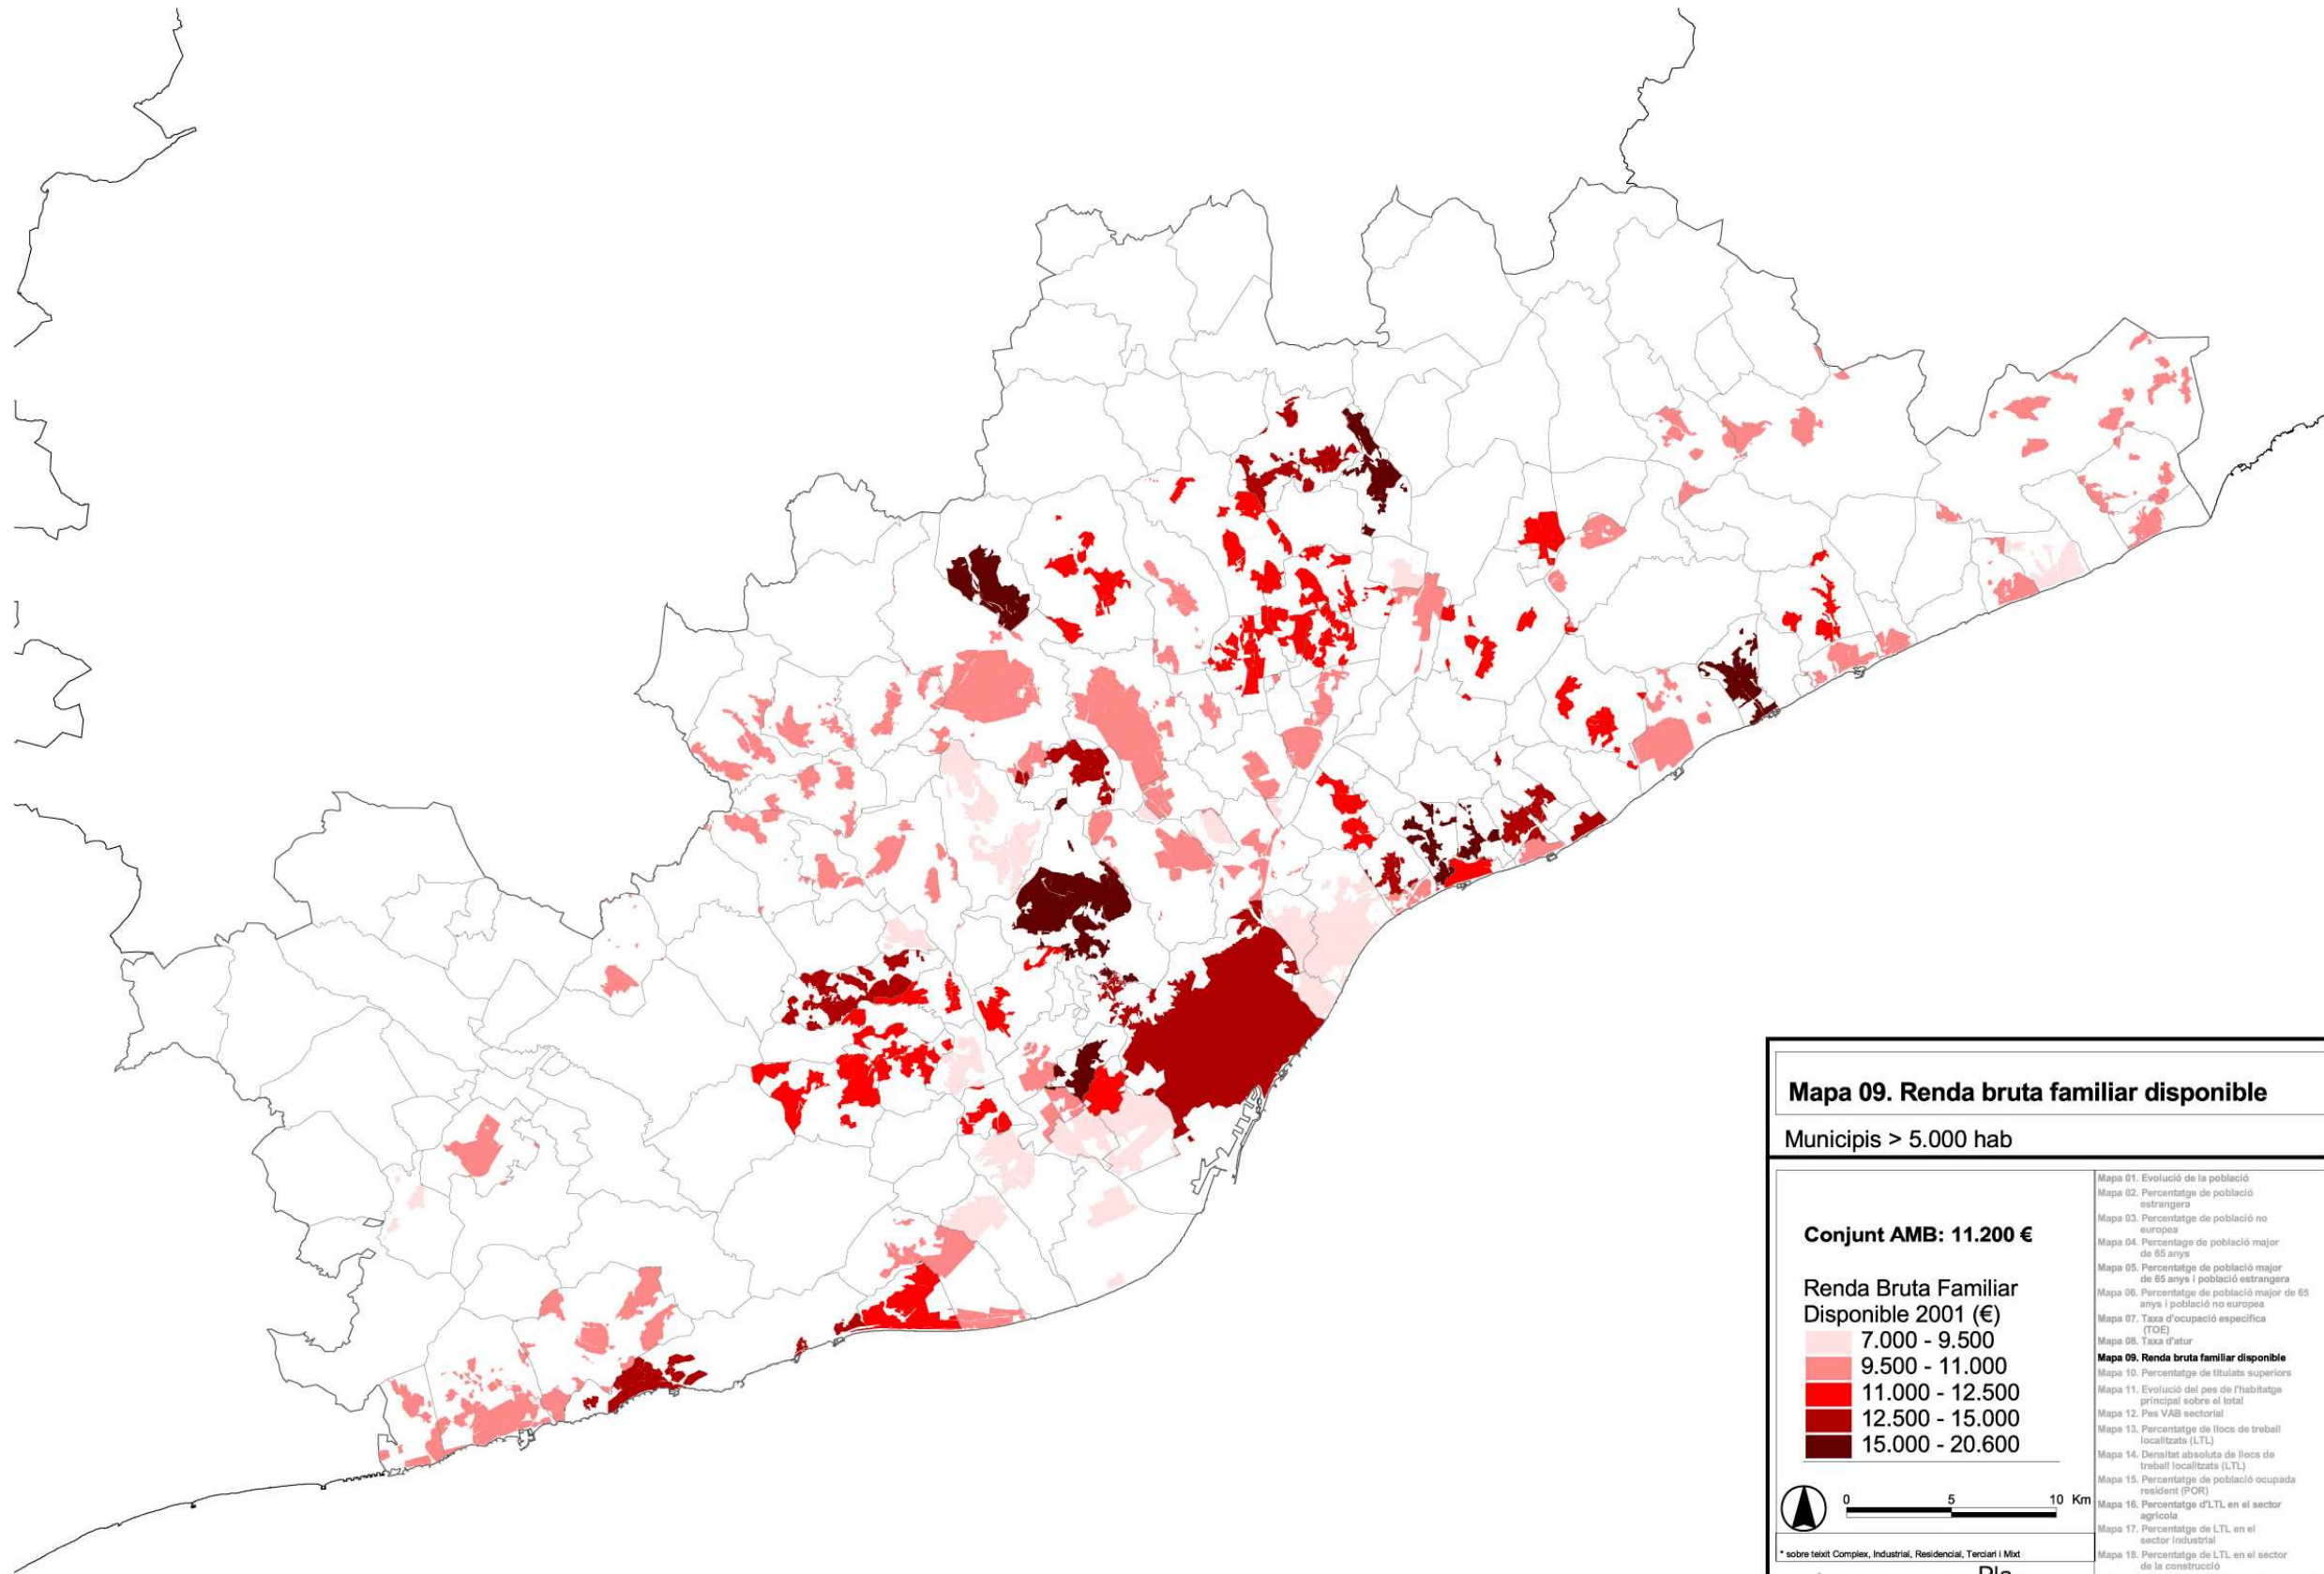 Mapa 09. Renda bruta familiar disponible
Municipis > 5.000 hab
Conjunt AMB: 11.200 €
Renda Bruta Familiar
Disponible 2001 (€)
7.000 - 9.500
9.500 - 11.000
11.000 - 12.500
12.500 - 15.000
15.000 - 20.600
0 5 10 Km
* sobre teixit Complex, Industrial, Residencial, Terciari i Mixt
Pla
Mapa 01. Evolució de la població
Mapa 02. Percentatge de població
estrangera
Mapa 03. Percentatge de població no
europea
Mapa 04. Percentage de població major
de 65 anys
Mapa 05. Percentatge de població major
de 65 anys i població estrangera
Mapa 06. Percentatge de població major de 65
anys i població no europea
Mapa 07. Taxa d'ocupació específica
(TOE)
Mapa 08. Taxa d'atur
Mapa 09. Renda bruta familiar disponible
Mapa 10. Percentatge de titulats superiors
Mapa 11. Evolució del pes de l'habitatge
principal sobre el total
Mapa 12. Pes VAB sectorial
Mapa 13. Percentatge de llocs de treball
localitzats (LTL)
Mapa 14. Densitat absoluta de llocs de
treball localitzats (LTL)
Mapa 15. Percentatge de població ocupada
resident (POR)
Mapa 16. Percentatge d'LTL en el sector
agrícola
Mapa 17. Percentatge de LTL en el
sector industrial
Mapa 18. Percentatge de LTL en el sector
de la construcció